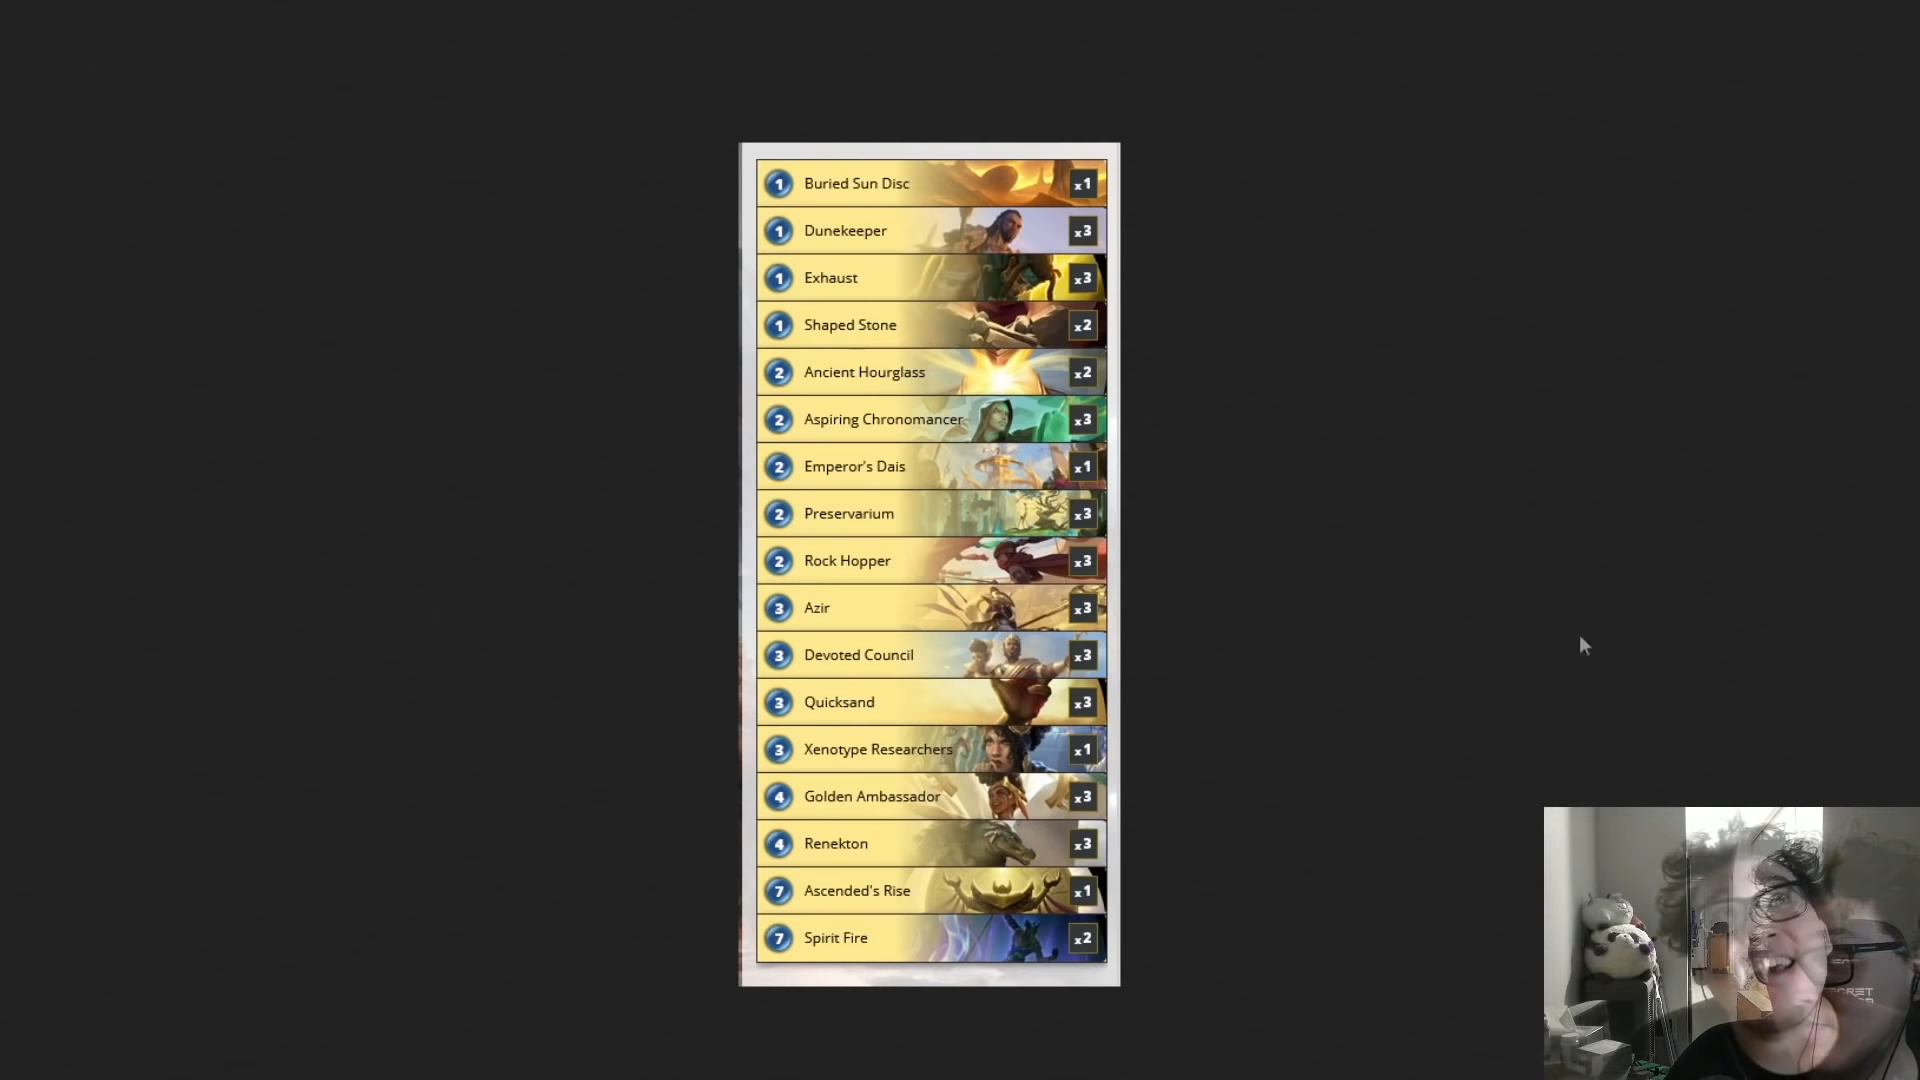 1 Buried Sun Disc x1
1 Dunekeeper x3
1 Exhaust x3
1 Shaped Stone x2
2 Ancient Hourglass x2
2 Aspiring Chronomancer x3
2 Emperor's Dais x1
2 Preservarium x3
2 Rock Hopper x3
3 Azir x3
3 Devoted Council x3
3 Quicksand x3
3 Xenotype Researchers x1
4 Golden Ambassador x3
4 Renekton x3
7 Ascended's Rise x1
7 Spirit Fire x2